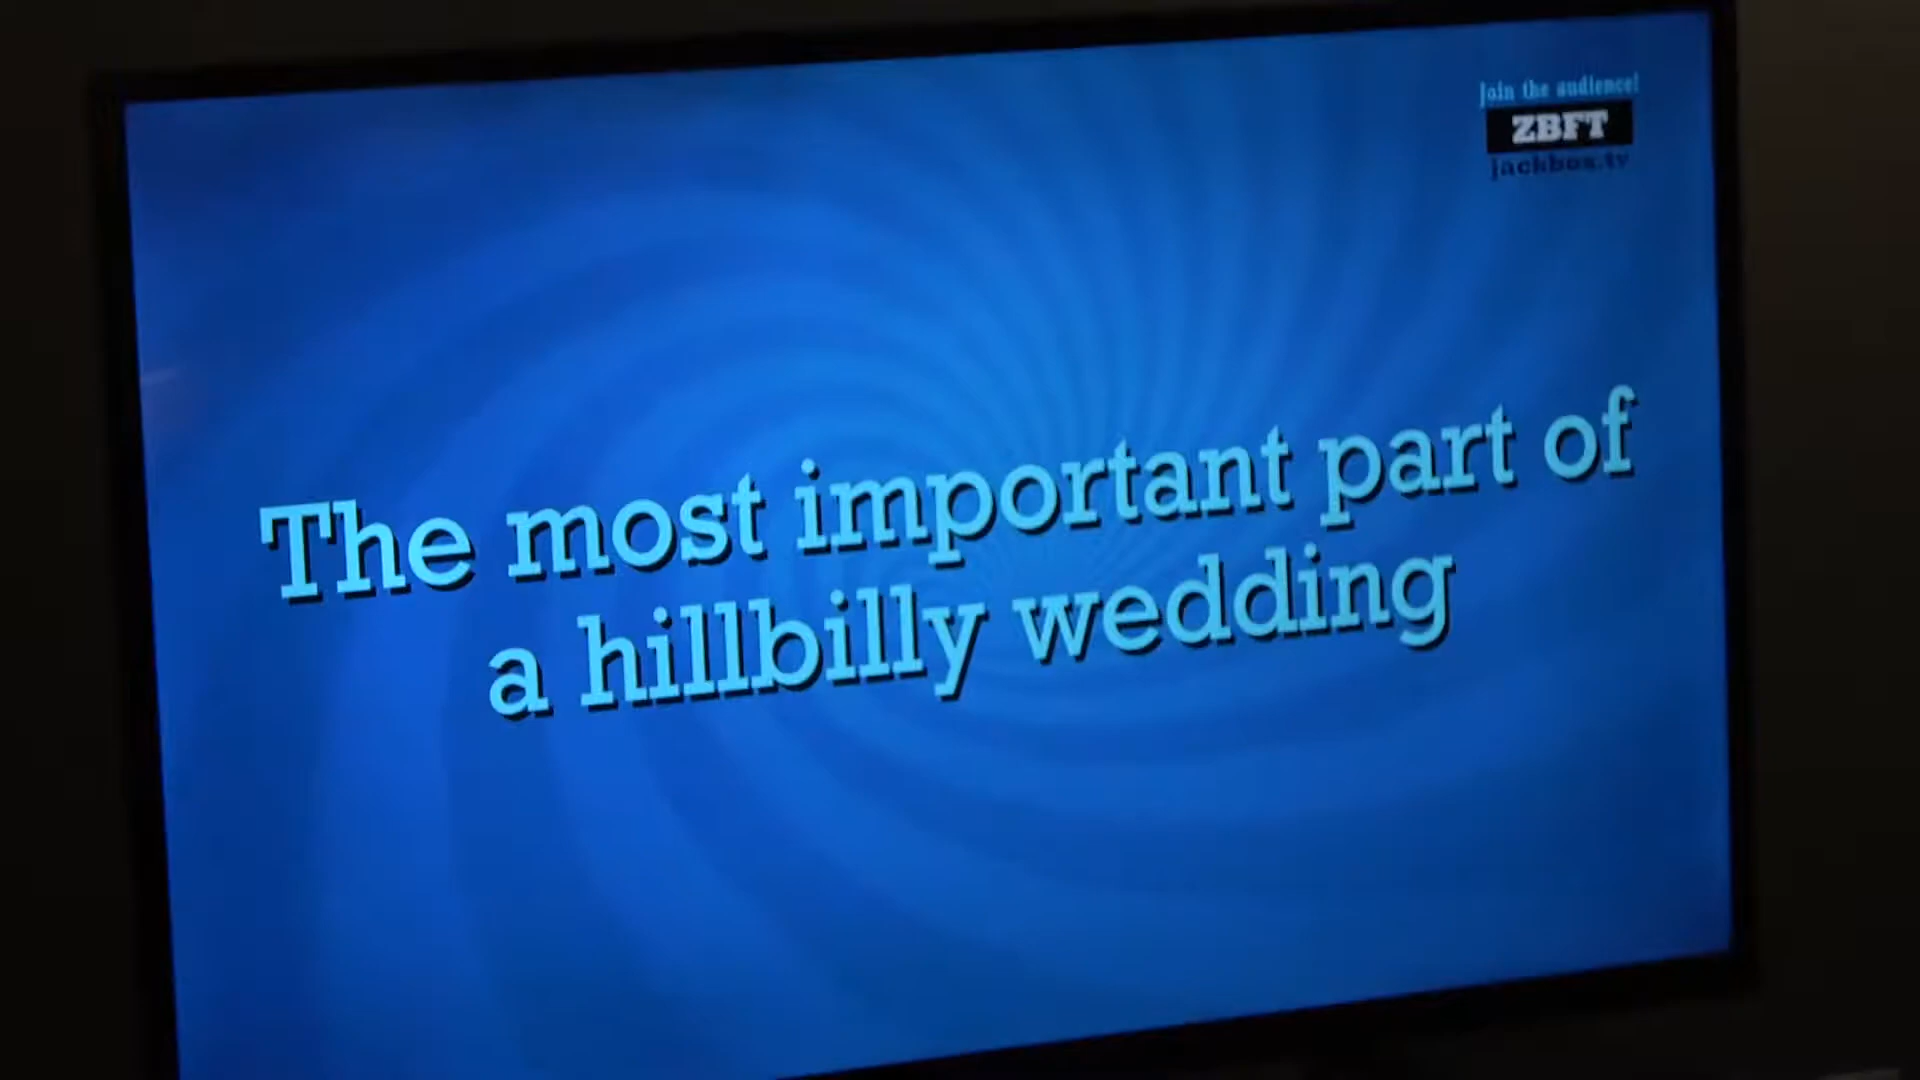 Join the audience!
ZBFT
jackbox.tv
The most important part of
a hillbilly wedding